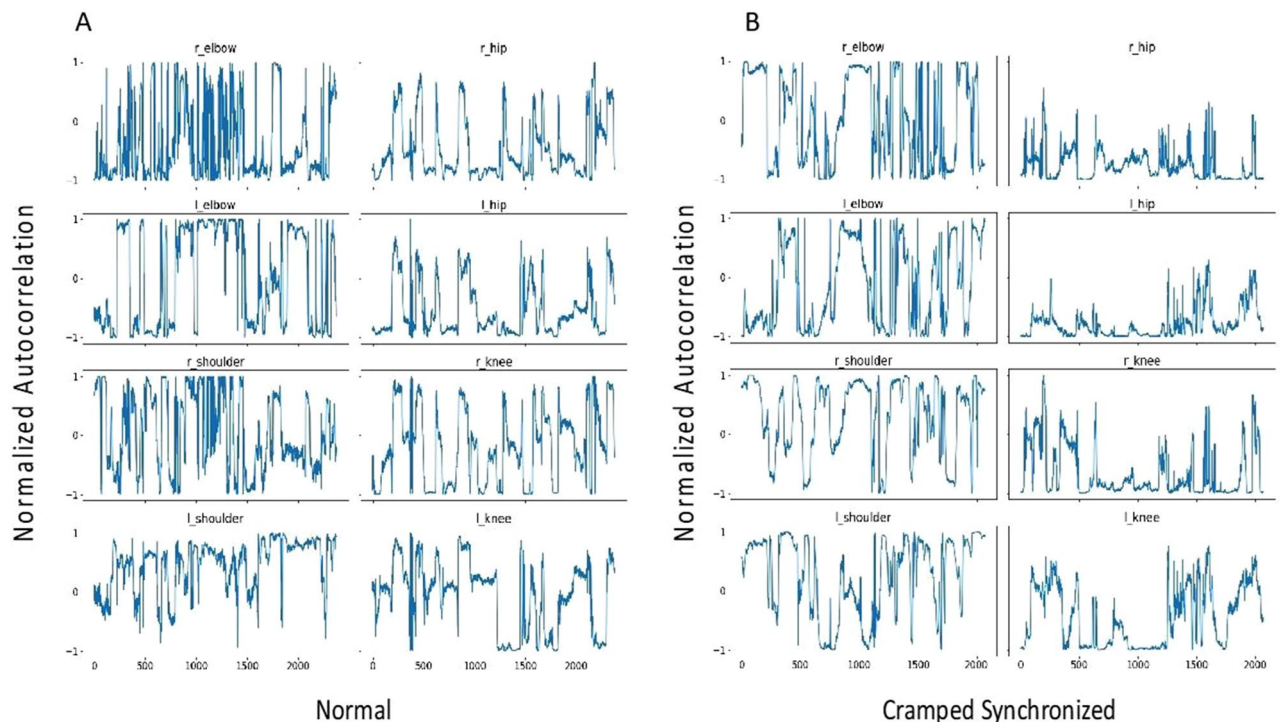 A
B
r_elbow
r_hip
r_elbow
r_hip
1
0
−1
1
0
−1
l_elbow
l_hip
l_elbow
l_hip
1
0
−1
1
0
−1
r_shoulder
r_knee
r_shoulder
r_knee
1
0
−1
1
0
−1
l_shoulder
l_knee
l_shoulder
l_knee
1
0
−1
1
0
−1
0 500 1000 1500 2000
0 500 1000 1500 2000
0 500 1000 1500 2000
0 500 1000 1500 2000
Normalized Autocorrelation
Normalized Autocorrelation
Normal
Cramped Synchronized